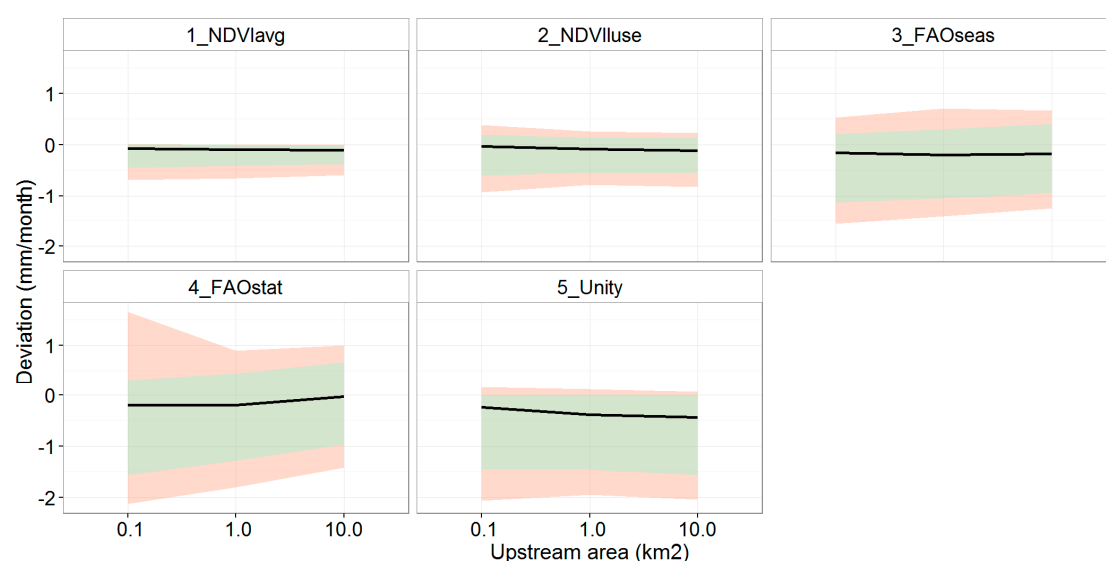 1_NDVIavg 2_NDVIluse 3_FAOseas
1
0
-1
-2
4_FAOstat 5_Unity
1
0
-1
-2
0.1 1.0 10.0 0.1 1.0 10.0
Upstream area (km2)
Deviation (mm/month)